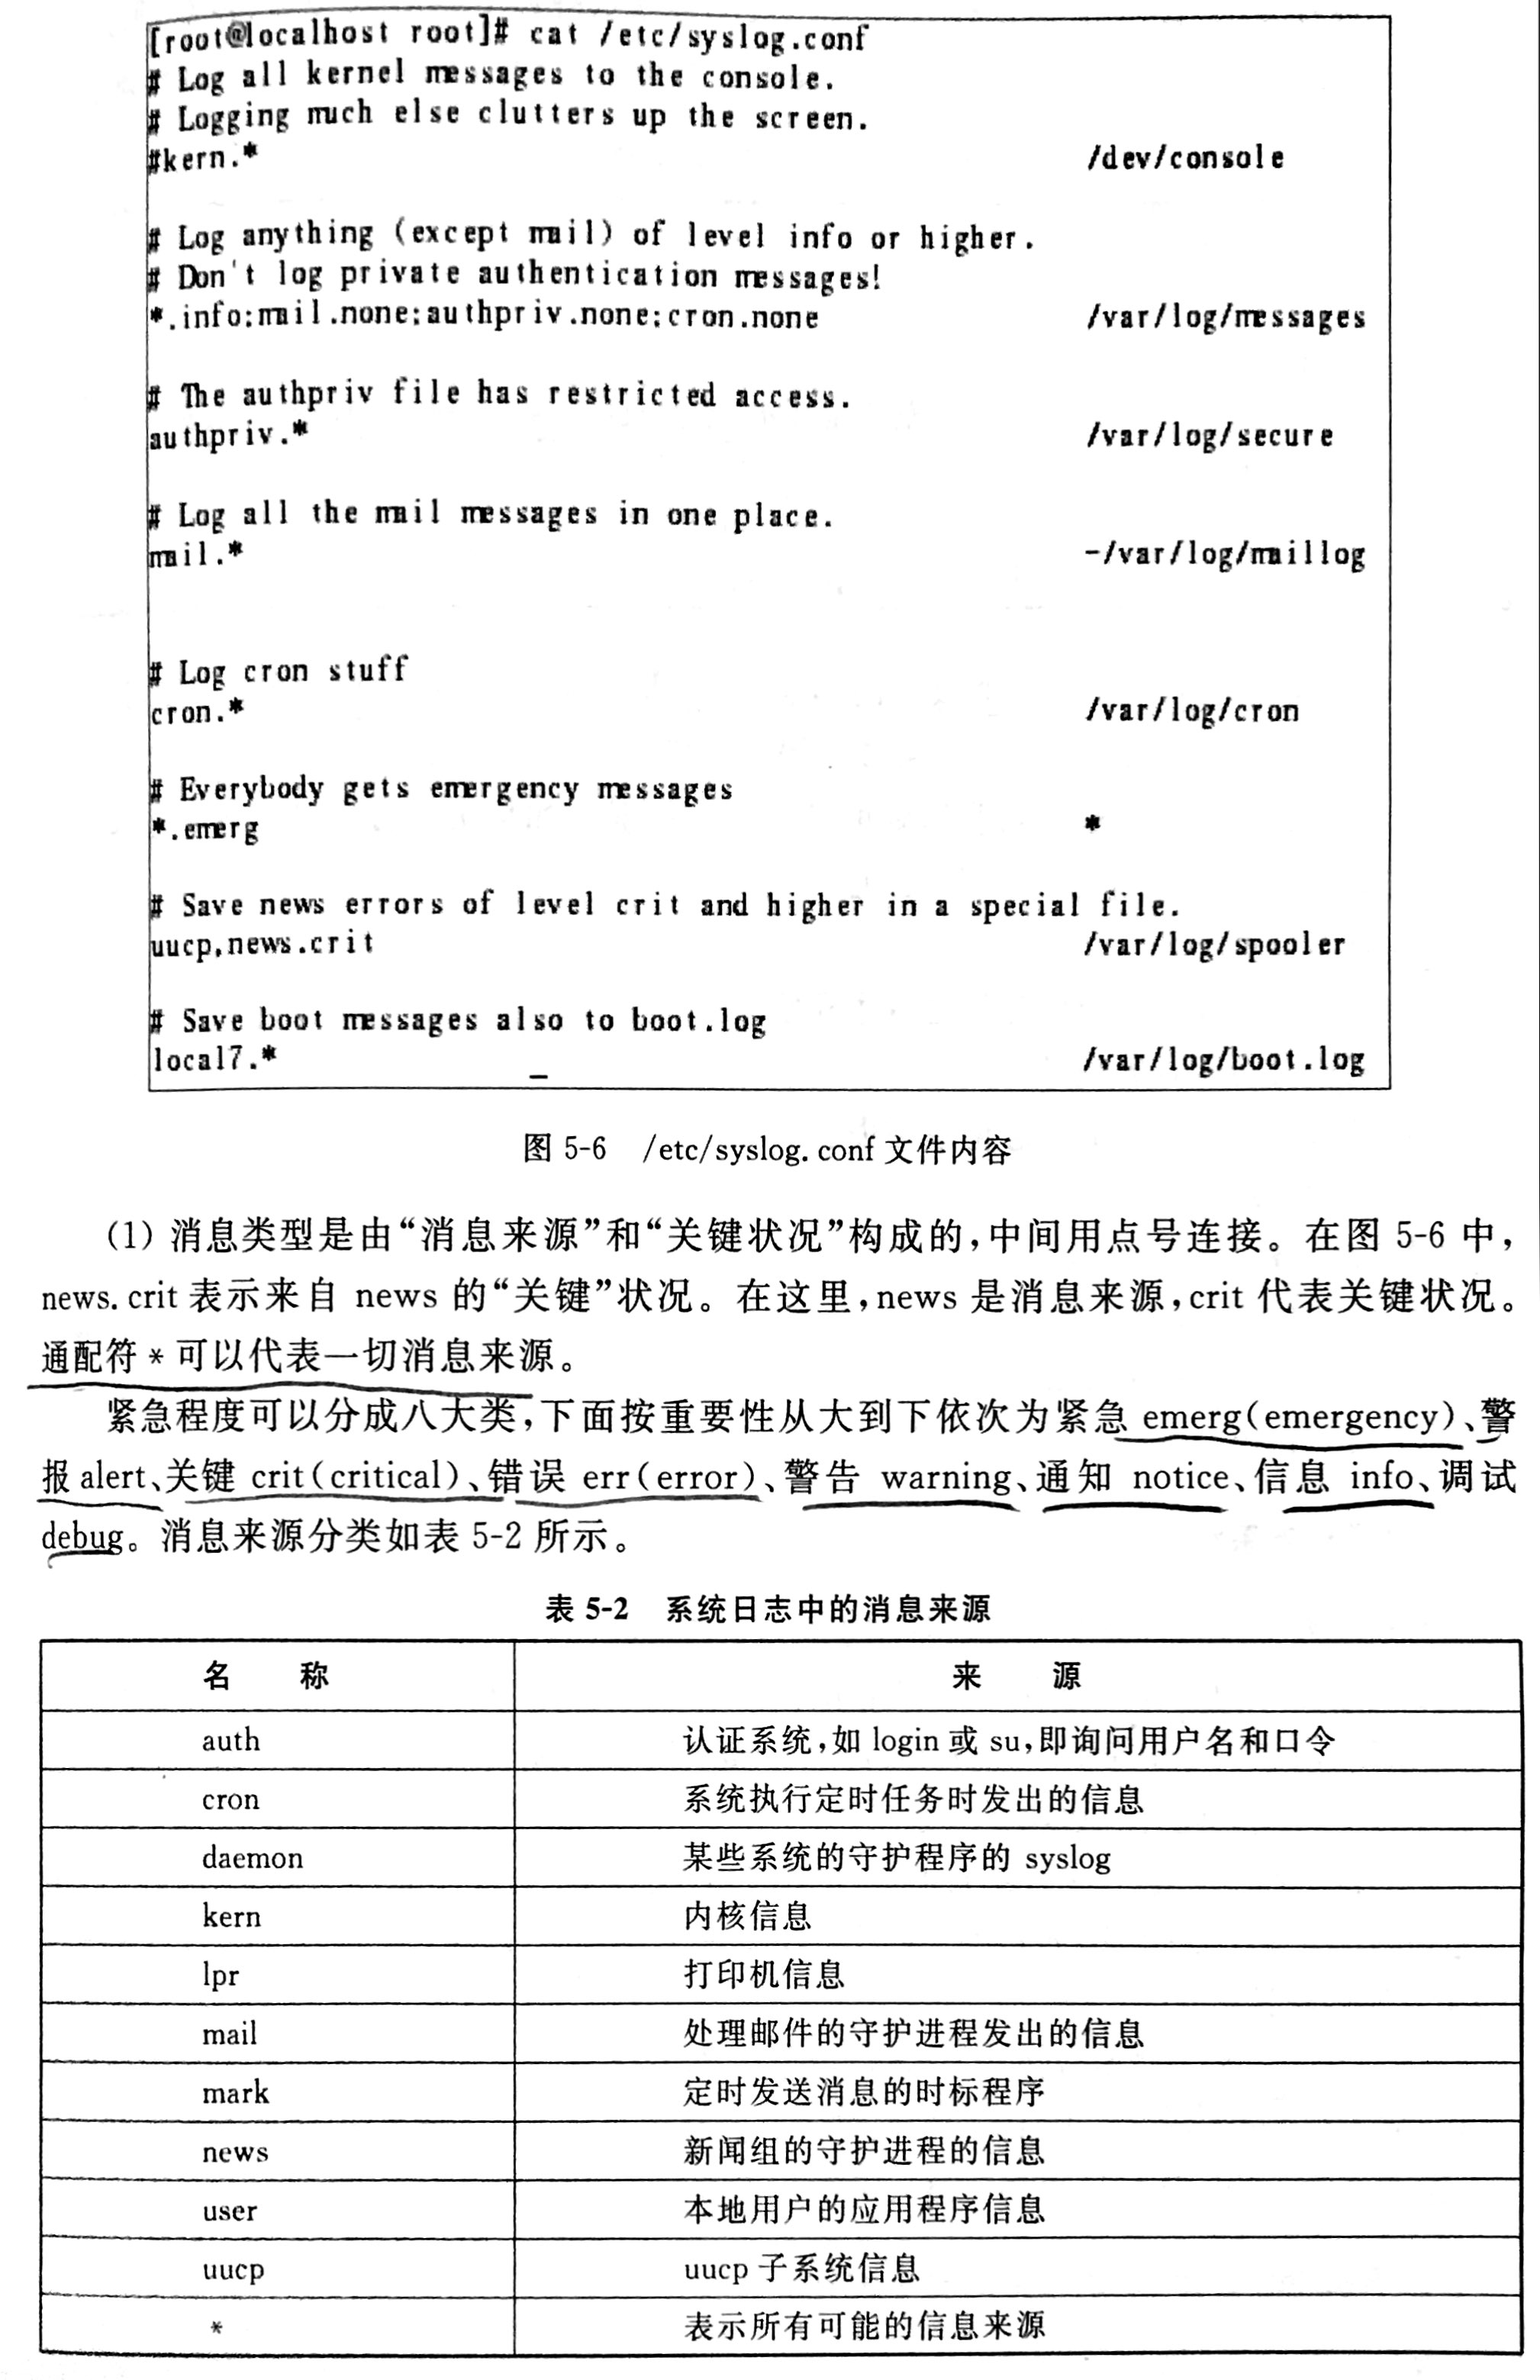 [root@localhost root]# cat /etc/syslog.conf
# Log all kernel messages to the console.
# Logging much else clutters up the screen.
#kern.* /dev/console
# Log anything (except mail) of level info or higher.
# Don't log private authentication messages!
*.info;mail.none;authpriv.none;cron.none /var/log/messages
# The authpriv file has restricted access.
authpriv.* /var/log/secure
# Log all the mail messages in one place.
mail.* -/var/log/maillog
# Log cron stuff
cron.* /var/log/cron
# Everybody gets emergency messages
*.emerg *
# Save news errors of level crit and higher in a special file.
uucp,news.crit /var/log/spooler
# Save boot messages also to boot.log
local7.* /var/log/boot.log
图 5-6 /etc/syslog.conf 文件内容
(1) 消息类型是由“消息来源”和“关键状况”构成的,中间用点号连接。在图 5-6 中,
news.crit 表示来自 news 的“关键”状况。在这里,news 是消息来源,crit 代表关键状况。
通配符 * 可以代表一切消息来源。
紧急程度可以分成八大类,下面按重要性从大到下依次为紧急 emerg(emergency)、警
报 alert、关键 crit(critical)、错误 err(error)、警告 warning、通知 notice、信息 info、调试
debug。消息来源分类如表 5-2 所示。
表 5-2 系统日志中的消息来源
名 称 来 源
auth 认证系统,如 login 或 su,即询问用户名和口令
cron 系统执行定时任务时发出的信息
daemon 某些系统的守护程序的 syslog
kern 内核信息
lpr 打印机信息
mail 处理邮件的守护进程发出的信息
mark 定时发送消息的时标程序
news 新闻组的守护进程的信息
user 本地用户的应用程序信息
uucp uucp 子系统信息
* 表示所有可能的信息来源